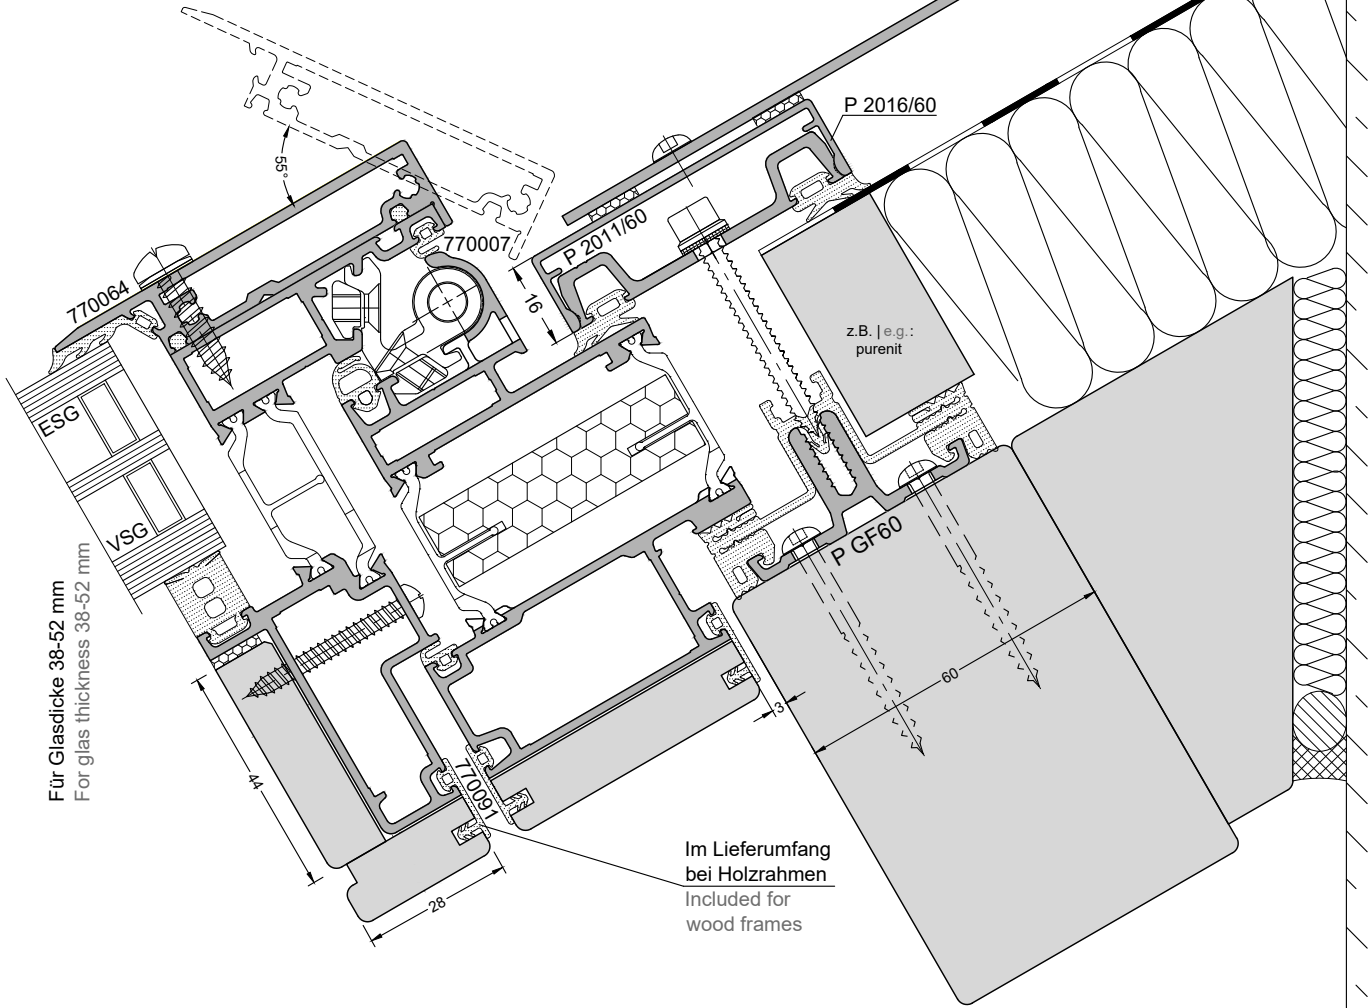 P 2016/60
55°
770007
P 2011/60
770064
16
z.B. | e.g.:
purenit
ESG
VSG
P GF60
Für Glasdicke 38-52 mm
For glas thickness 38-52 mm
60
3
44
770091
Im Lieferumfang
bei Holzrahmen
Included for
wood frames
28